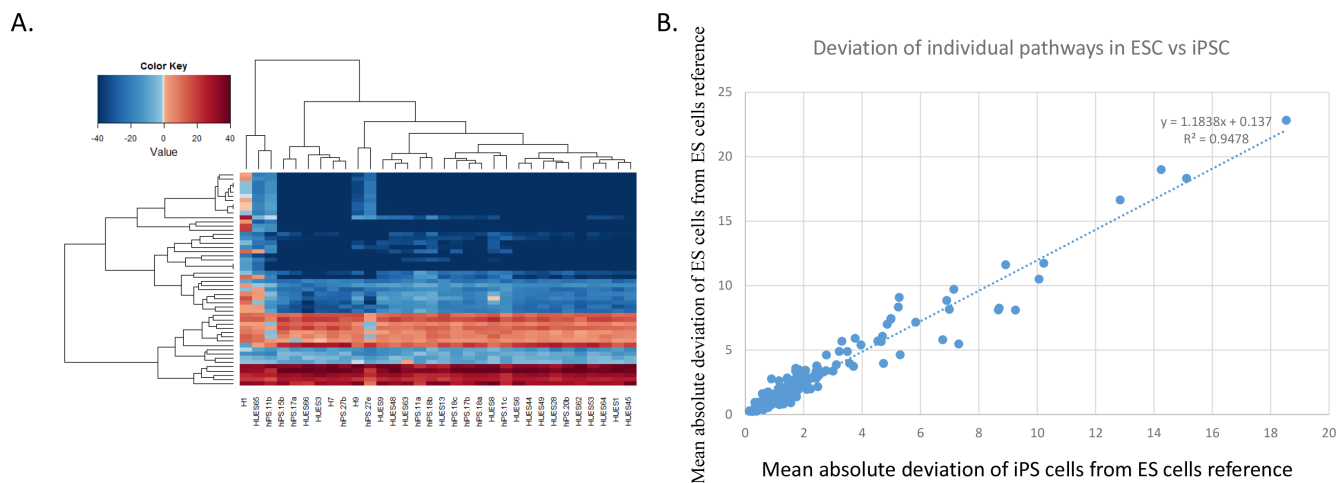 A.
Color Key
-40 -20 0 20 40
Value
H1
HUES65
hiPS.11b
hiPS.15b
hiPS.17a
HUES66
HUES3
H7
hiPS.27b
H9
hiPS.27e
HUES9
HUES48
HUES63
hiPS.11a
hiPS.18b
HUES13
hiPS.18c
hiPS.17b
hiPS.18a
HUES8
hiPS.11c
HUES6
HUES44
HUES49
HUES28
hiPS.20b
HUES62
HUES53
HUES64
HUES1
HUES45
B.
Deviation of individual pathways in ESC vs iPSC
Mean absolute deviation of ES cells from ES cells reference
25
20
15
10
5
0
y = 1.1838x + 0.137
R² = 0.9478
0 2 4 6 8 10 12 14 16 18 20
Mean absolute deviation of iPS cells from ES cells reference